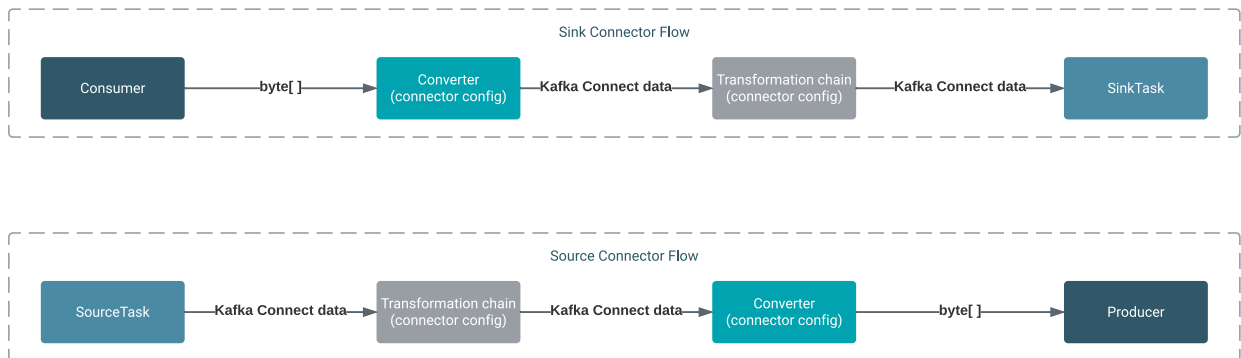 Sink Connector Flow
Consumer
byte[ ]
Converter
(connector config)
Kafka Connect data
Transformation chain
(connector config)
Kafka Connect data
SinkTask
Source Connector Flow
SourceTask
Kafka Connect data
Transformation chain
(connector config)
Kafka Connect data
Converter
(connector config)
byte[ ]
Producer